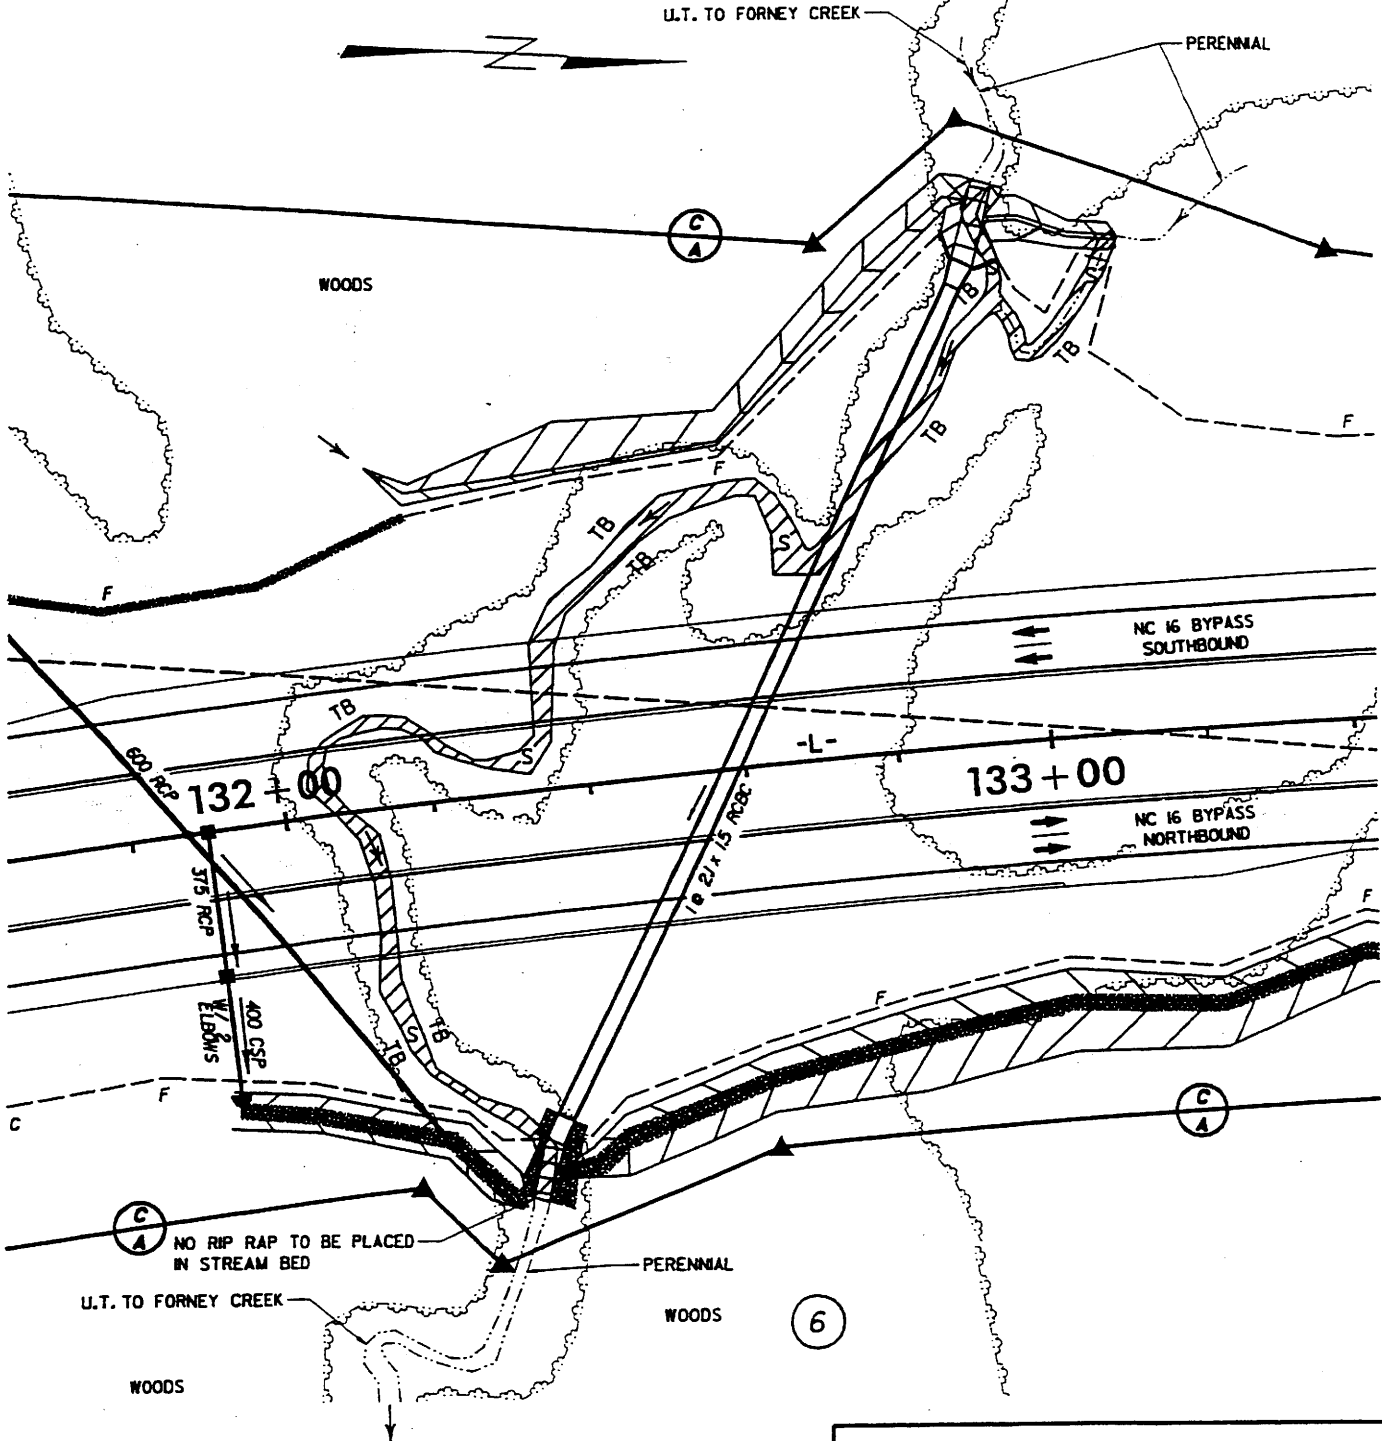 U.T. TO FORNEY CREEK
PERENNIAL
Z
C
A
WOODS
S
TB
TB
TB
F
F
TB
S
TB
F
NC 16 BYPASS
SOUTHBOUND
TB
S
-L-
600 RCP
132+00
133+00
1 @ 2.1 x 1.5 RCBC
NC 16 BYPASS
NORTHBOUND
375 RCP
F
400 CSP
W/ 2
ELBOWS
S
TB
TB
F
F
C
C
A
C
A
NO RIP RAP TO BE PLACED
IN STREAM BED
PERENNIAL
U.T. TO FORNEY CREEK
WOODS
6
WOODS